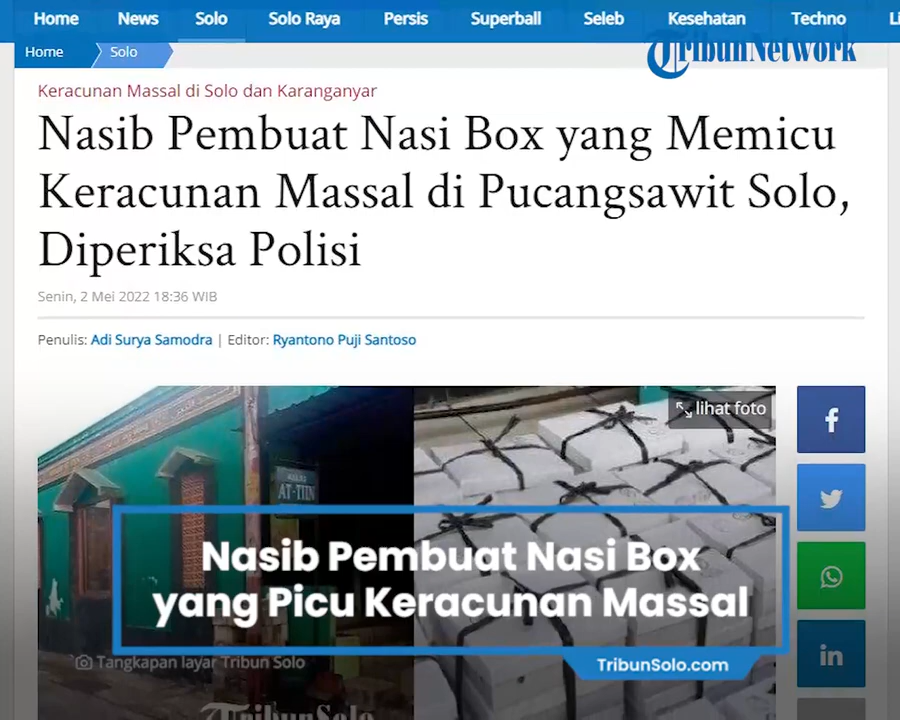 Home News Solo Solo Raya Persis Superball Seleb Kesehatan Techno
TribunNetwork
Home Solo
Keracunan Massal di Solo dan Karanganyar
Nasib Pembuat Nasi Box yang Memicu
Keracunan Massal di Pucangsawit Solo,
Diperiksa Polisi
Senin, 2 Mei 2022 18:36 WIB
Penulis: Adi Surya Samodra | Editor: Ryantono Puji Santoso
lihat foto
AT-TIIN
Nasib Pembuat Nasi Box
yang Picu Keracunan Massal
Tangkapan layar Tribun Solo
TribunSolo.com
TribunSolo